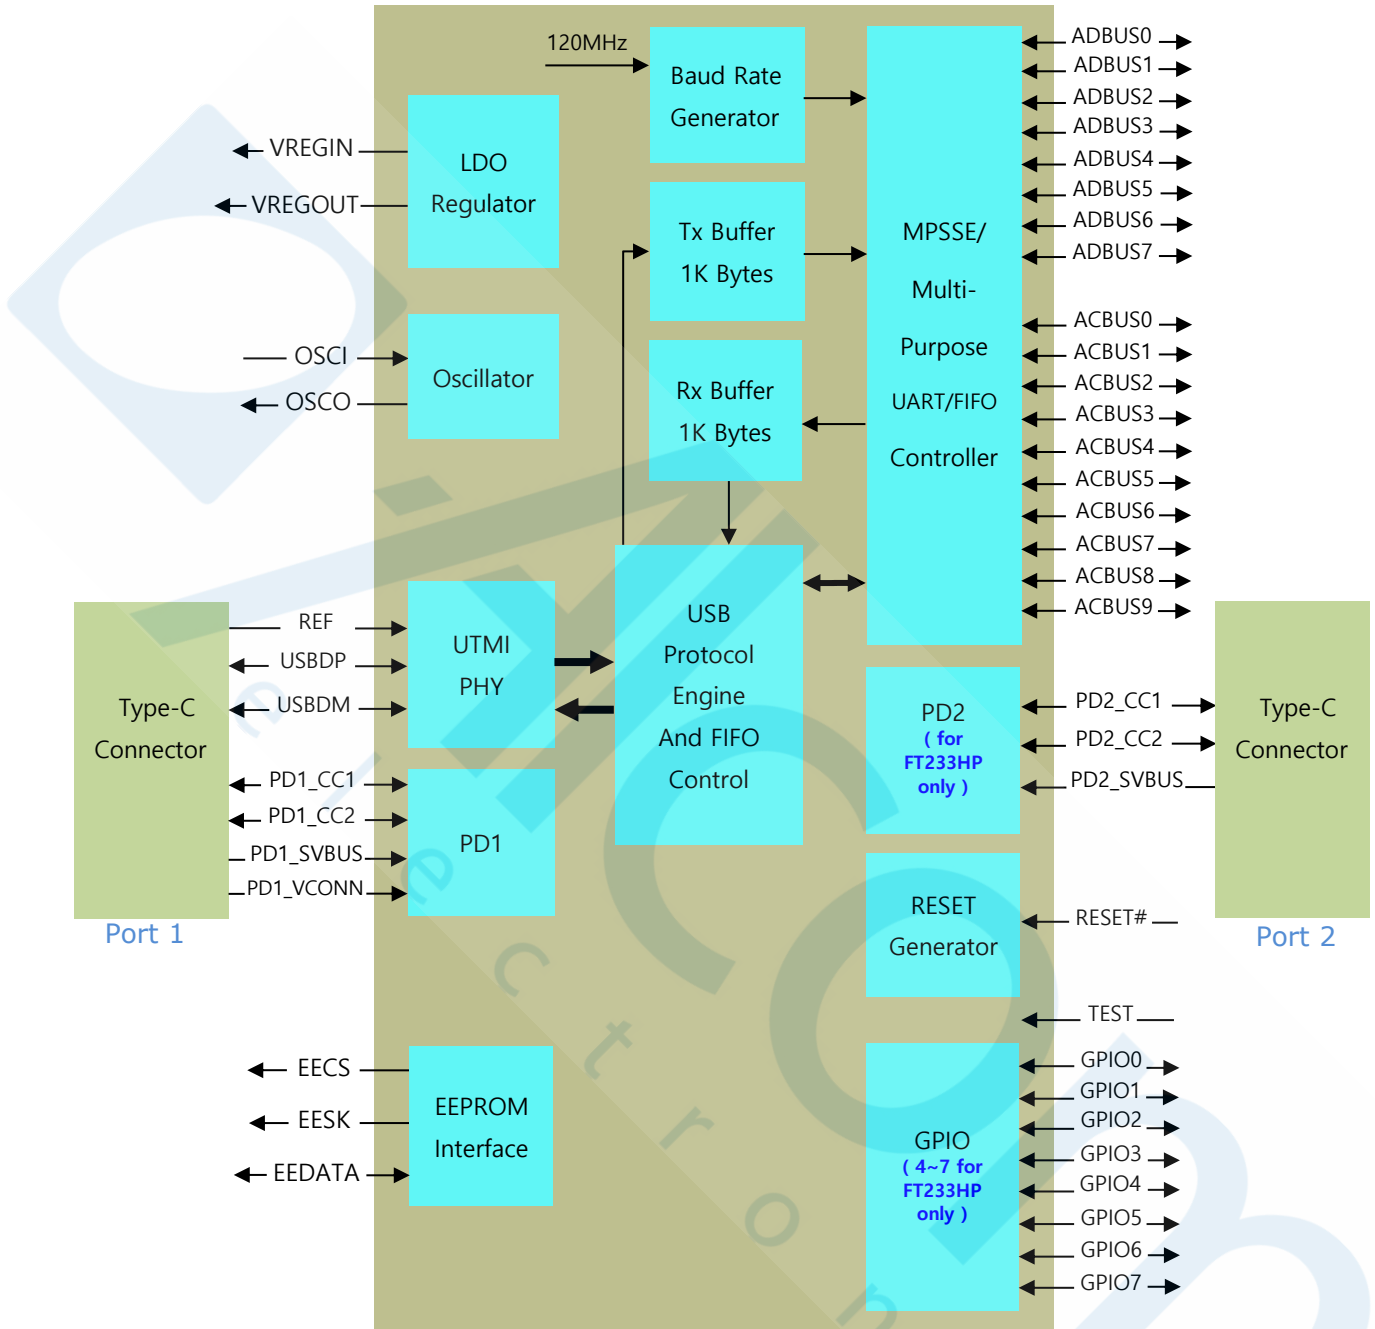 120MHz
Baud Rate
Generator
LDO
Regulator
VREGIN
VREGOUT
Tx Buffer
1K Bytes
Rx Buffer
1K Bytes
MPSSE/
Multi-
Purpose
UART/FIFO
Controller
ADBUS0
ADBUS1
ADBUS2
ADBUS3
ADBUS4
ADBUS5
ADBUS6
ADBUS7
ACBUS0
ACBUS1
ACBUS2
ACBUS3
ACBUS4
ACBUS5
ACBUS6
ACBUS7
ACBUS8
ACBUS9
OSCI
OSCO
Oscillator
Type-C
Connector
Port 1
REF
USBDP
USBDM
UTMI
PHY
PD1_CC1
PD1_CC2
PD1_SVBUS
PD1_VCONN
PD1
USB
Protocol
Engine
And FIFO
Control
PD2
( for
FT233HP
only )
PD2_CC1
PD2_CC2
PD2_SVBUS
Type-C
Connector
Port 2
RESET
Generator
RESET#
TEST
EECS
EESK
EEDATA
EEPROM
Interface
GPIO
( 4~7 for
FT233HP
only )
GPIO0
GPIO1
GPIO2
GPIO3
GPIO4
GPIO5
GPIO6
GPIO7